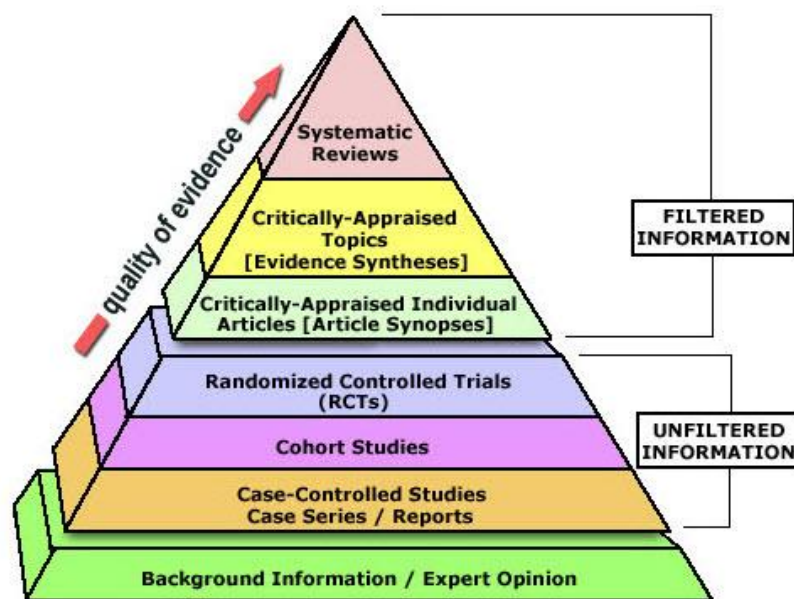 quality of evidence
Systematic
Reviews
Critically-Appraised
Topics
[Evidence Syntheses]
Critically-Appraised Individual
Articles [Article Synopses]
FILTERED
INFORMATION
Randomized Controlled Trials
(RCTs)
Cohort Studies
Case-Controlled Studies
Case Series / Reports
UNFILTERED
INFORMATION
Background Information / Expert Opinion